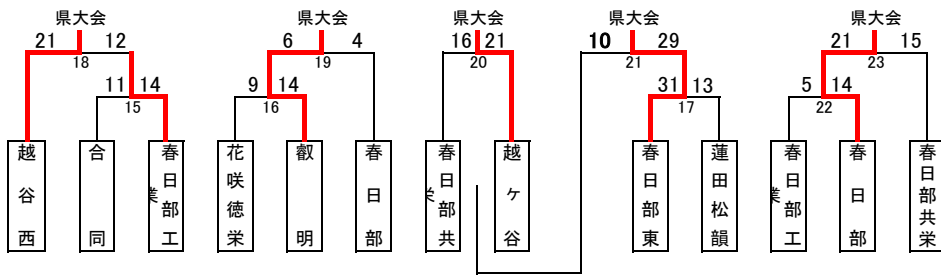 県大会 県大会 県大会 県大会 県大会
21 12 6 4 16 21 10 29 21 15
18 19 20 21 23
11 14 9 14 31 13 5 14
15 16 17 22
越谷西
合同
春日部工業
花咲徳栄
叡明
春日部
春日部共栄
越ヶ谷
春日部東
蓮田松韻
春日部工業
春日部
春日部共栄